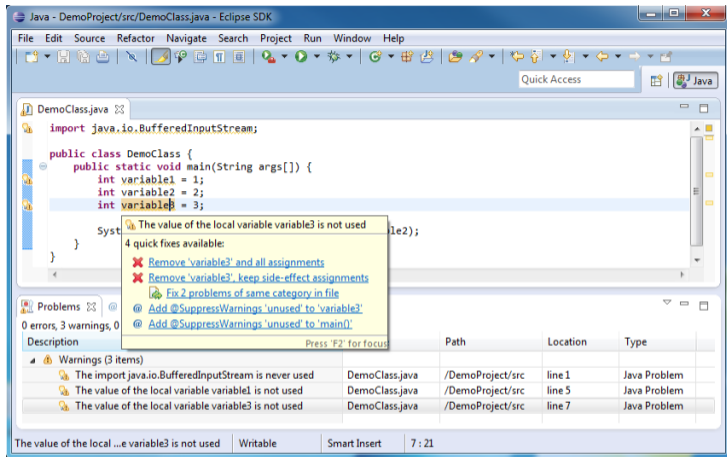 Java - DemoProject/src/DemoClass.java - Eclipse SDK
File Edit Source Refactor Navigate Search Project Run Window Help
Quick Access
Java
DemoClass.java
import java.io.BufferedInputStream;
public class DemoClass {
public static void main(String args[]) {
int variable1 = 1;
int variable2 = 2;
int variable3 = 3;
Syst le2);
}
}
The value of the local variable variable3 is not used
4 quick fixes available:
Remove 'variable3' and all assignments
Remove 'variable3', keep side-effect assignments
Fix 2 problems of same category in file
@ Add @SuppressWarnings 'unused' to 'variable3'
@ Add @SuppressWarnings 'unused' to 'main()'
Press 'F2' for focus
Problems @
0 errors, 3 warnings, 0
Description Path Location Type
Warnings (3 items)
The import java.io.BufferedInputStream is never used DemoClass.java /DemoProject/src line 1 Java Problem
The value of the local variable variable1 is not used DemoClass.java /DemoProject/src line 5 Java Problem
The value of the local variable variable3 is not used DemoClass.java /DemoProject/src line 7 Java Problem
The value of the local ...e variable3 is not used Writable Smart Insert 7 : 21